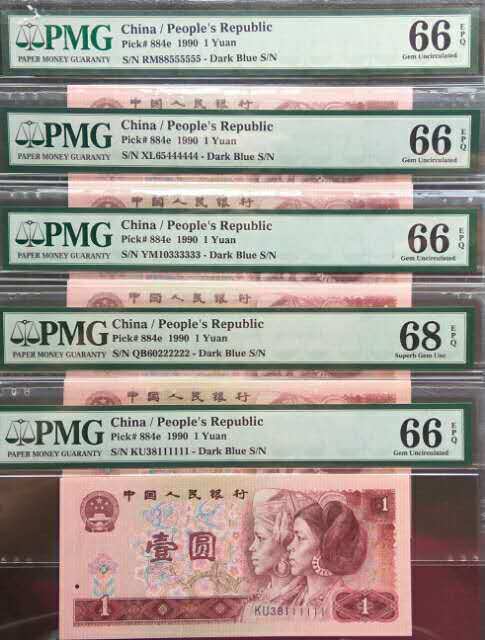 PMG
PAPER MONEY GUARANTY
China / People's Republic
Pick# 884e 1990 1 Yuan
S/N RM88555555 - Dark Blue S/N
66 EPQ
Gem Uncirculated
中国人民银行
PMG
PAPER MONEY GUARANTY
China / People's Republic
Pick# 884e 1990 1 Yuan
S/N XL65444444 - Dark Blue S/N
66 EPQ
Gem Uncirculated
中国人民银行
PMG
PAPER MONEY GUARANTY
China / People's Republic
Pick# 884e 1990 1 Yuan
S/N YM10333333 - Dark Blue S/N
66 EPQ
Gem Uncirculated
中国人民银行
PMG
PAPER MONEY GUARANTY
China / People's Republic
Pick# 884e 1990 1 Yuan
S/N QB60222222 - Dark Blue S/N
68 EPQ
Superb Gem Unc
中国人民银行
PMG
PAPER MONEY GUARANTY
China / People's Republic
Pick# 884e 1990 1 Yuan
S/N KU38111111 - Dark Blue S/N
66 EPQ
Gem Uncirculated
中国人民银行
1
壹圆
KU38111111
1
1